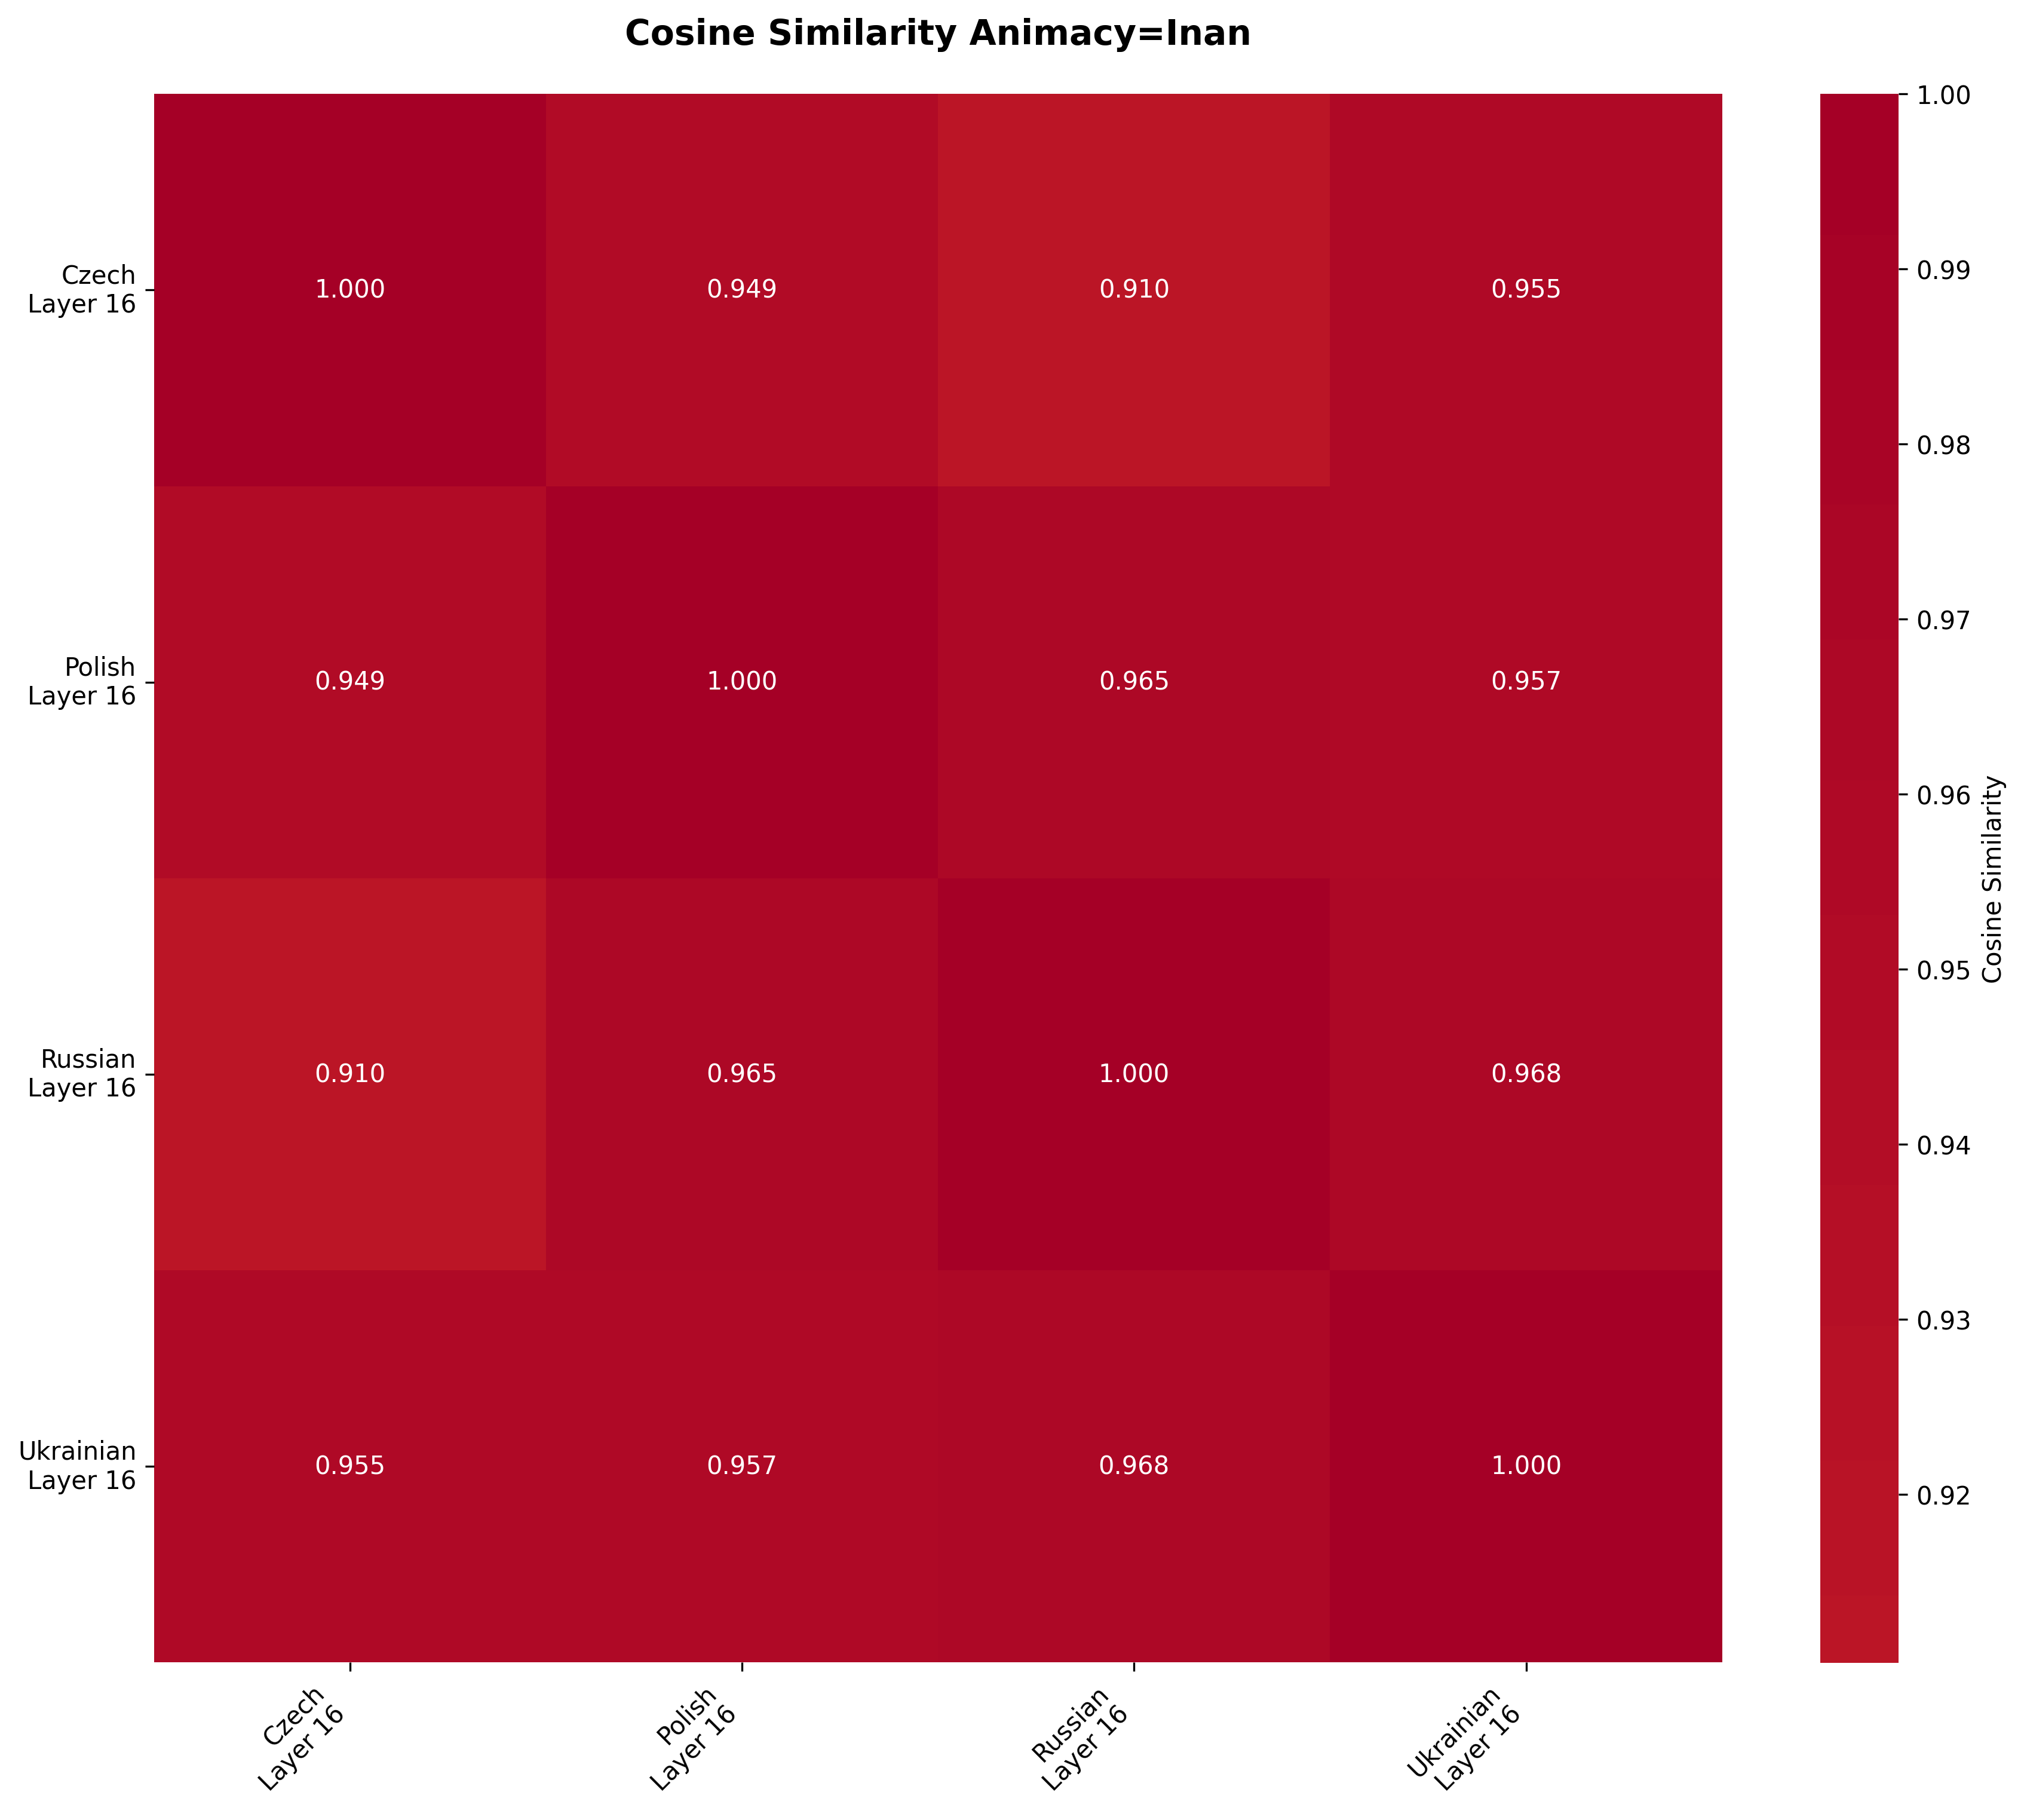 Cosine Similarity Animacy=Inan
Czech
Layer 16
1.000
0.949
0.910
0.955
Polish
Layer 16
0.949
1.000
0.965
0.957
Russian
Layer 16
0.910
0.965
1.000
0.968
Ukrainian
Layer 16
0.955
0.957
0.968
1.000
Czech
Layer 16
Polish
Layer 16
Russian
Layer 16
Ukrainian
Layer 16
1.00
0.99
0.98
0.97
0.96
0.95
0.94
0.93
0.92
Cosine Similarity